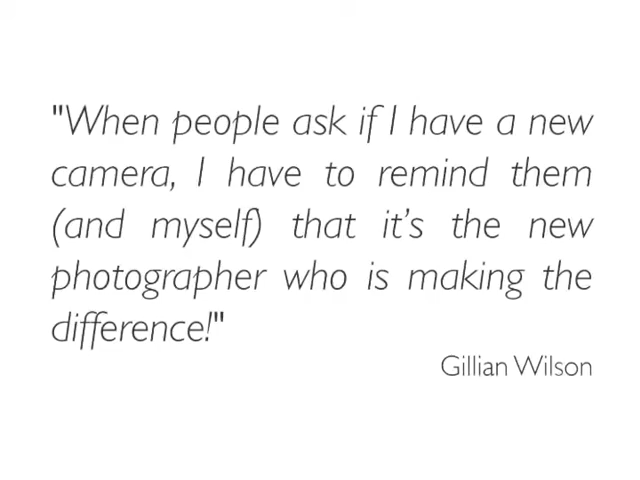 "When people ask if I have a new
camera, I have to remind them
(and myself) that it's the new
photographer who is making the
difference!"
Gillian Wilson